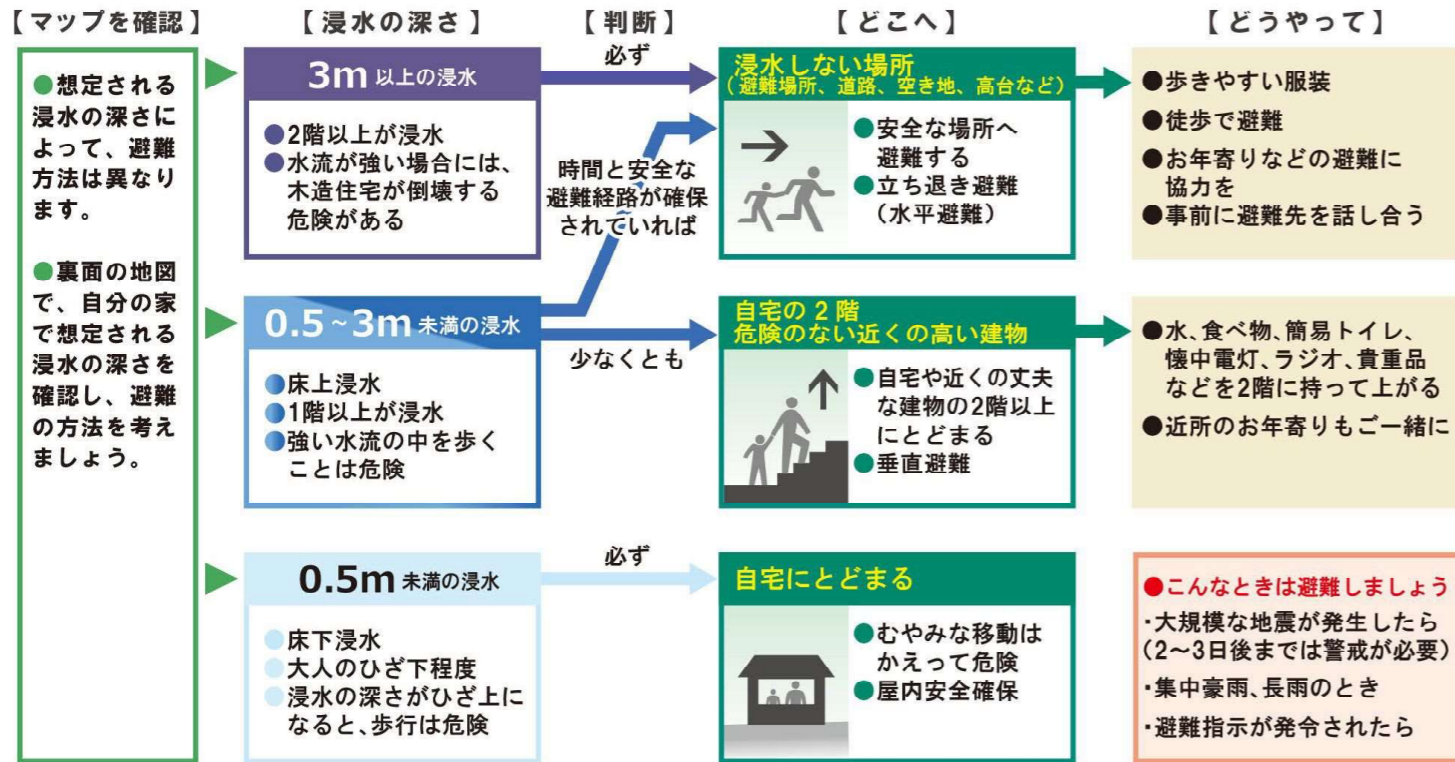 【マップを確認】
【浸水の深さ】
【判断】
【どこへ】
【どうやって】
●想定される
浸水の深さに
よって、避難
方法は異なり
ます。
●裏面の地図
で、自分の家
で想定される
浸水の深さを
確認し、避難
の方法を考え
ましょう。
3m 以上の浸水
●2階以上が浸水
●水流が強い場合には、
木造住宅が倒壊する
危険がある
必ず
浸水しない場所
(避難場所、道路、空き地、高台など)
●安全な場所へ
避難する
●立ち退き避難
(水平避難)
●歩きやすい服装
●徒歩で避難
●お年寄りなどの避難に
協力を
●事前に避難先を話し合う
時間と安全な
避難経路が確保
されていれば
0.5~3m 未満の浸水
●床上浸水
●1階以上が浸水
●強い水流の中を歩く
ことは危険
少なくとも
自宅の2階
危険のない近くの高い建物
●自宅や近くの丈夫
な建物の2階以上
にとどまる
●垂直避難
●水、食べ物、簡易トイレ、
懐中電灯、ラジオ、貴重品
などを2階に持って上がる
●近所のお年寄りもご一緒に
0.5m 未満の浸水
●床下浸水
●大人のひざ下程度
●浸水の深さがひざ上に
なると、歩行は危険
必ず
自宅にとどまる
●むやみな移動は
かえって危険
●屋内安全確保
●こんなときは避難しましょう
・大規模な地震が発生したら
(2〜3日後までは警戒が必要)
・集中豪雨、長雨のとき
・避難指示が発令されたら